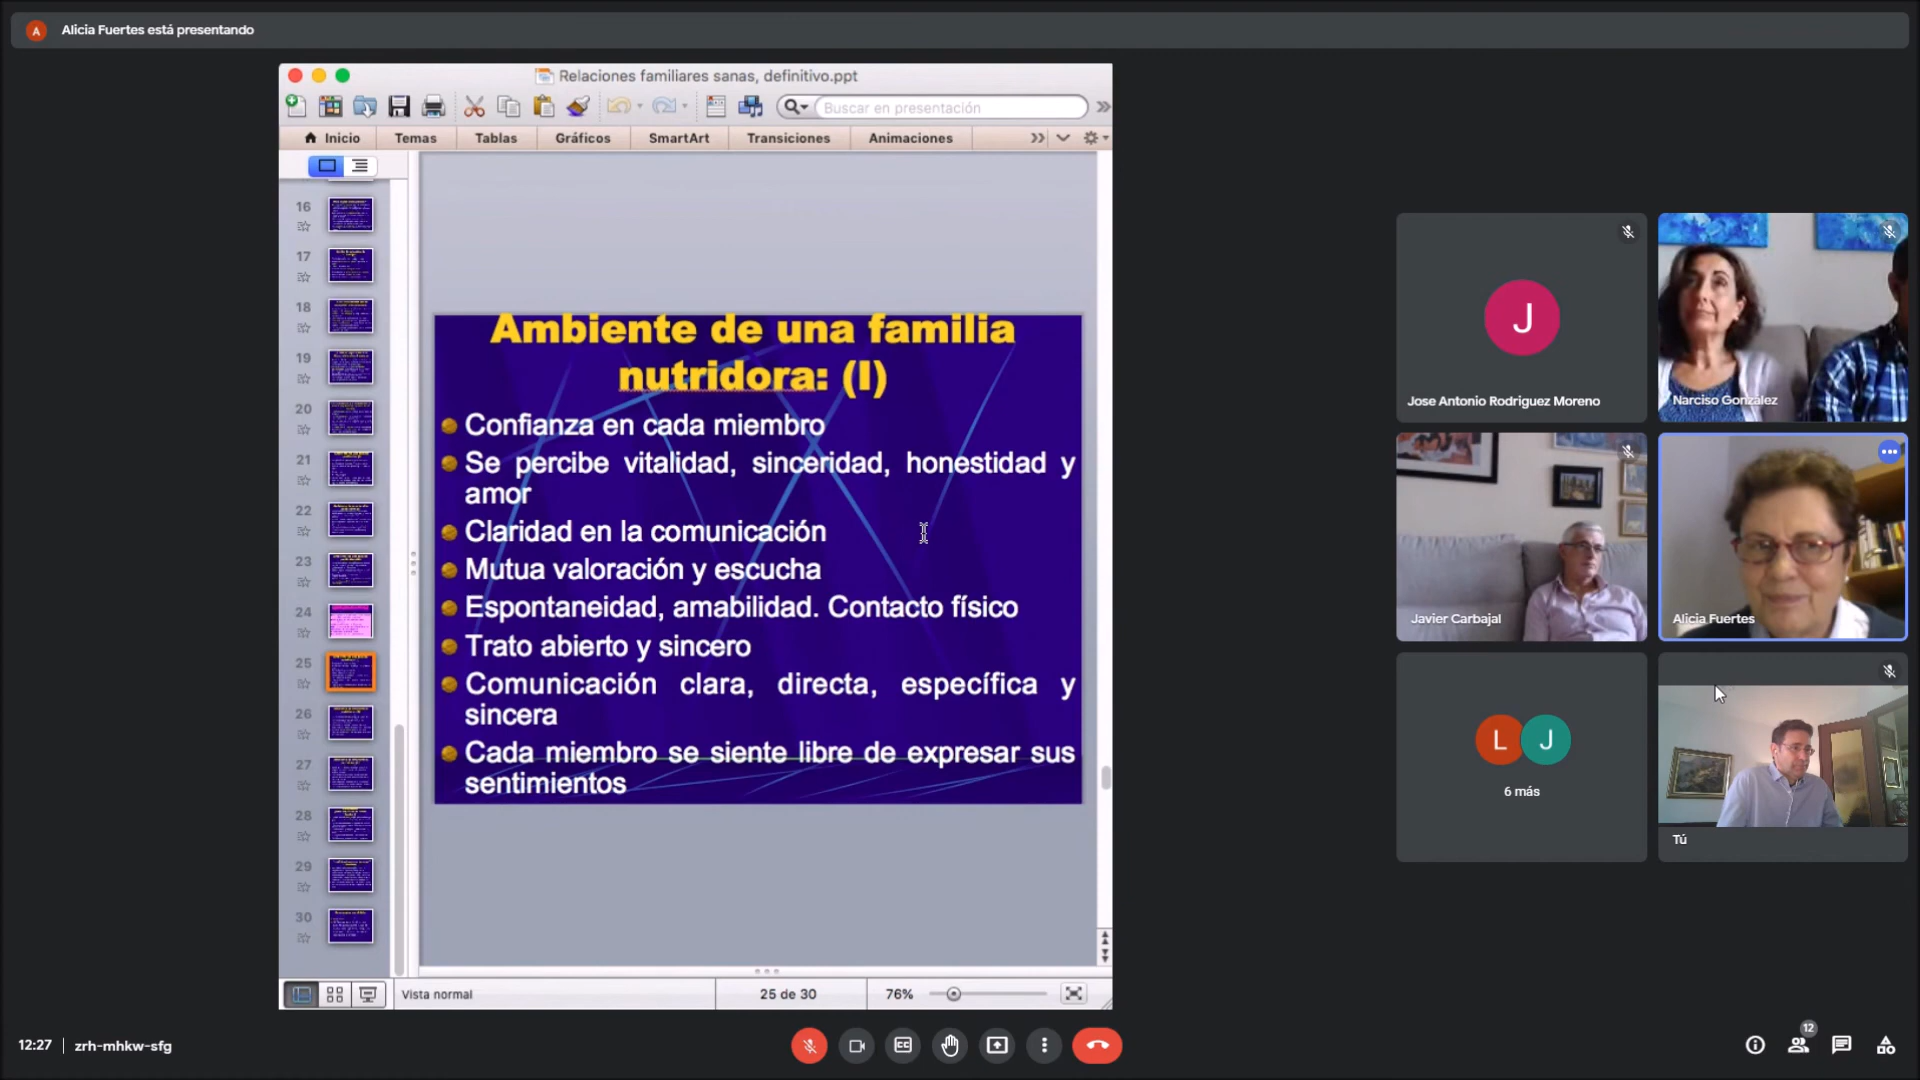 A
Alicia Fuertes está presentando
Relaciones familiares sanas, definitivo.ppt
Buscar en presentación
Inicio
Temas
Tablas
Gráficos
SmartArt
Transiciones
Animaciones
16
17
18
19
20
21
22
23
24
25
26
27
28
29
30
Ambiente de una familia
nutridora: (I)
Confianza en cada miembro
Se percibe vitalidad, sinceridad, honestidad y
amor
Claridad en la comunicación
Mutua valoración y escucha
Espontaneidad, amabilidad. Contacto físico
Trato abierto y sincero
Comunicación clara, directa, específica y
sincera
Cada miembro se siente libre de expresar sus
sentimientos
Vista normal
25 de 30
76%
J
Jose Antonio Rodriguez Moreno
Narciso González
Javier Carbajal
Alicia Fuertes
L
J
6 más
Tú
12:27
zrh-mhkw-sfg
12